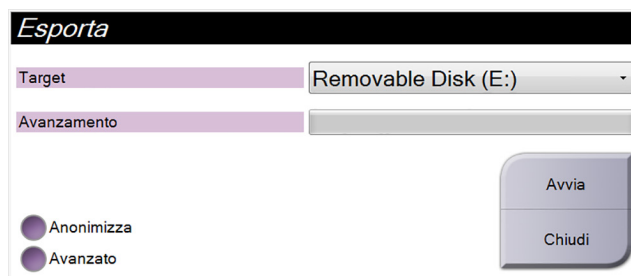 Esporta
Target
Removable Disk (E:)
Avanzamento
Avvia
Anonimizza
Chiudi
Avanzato